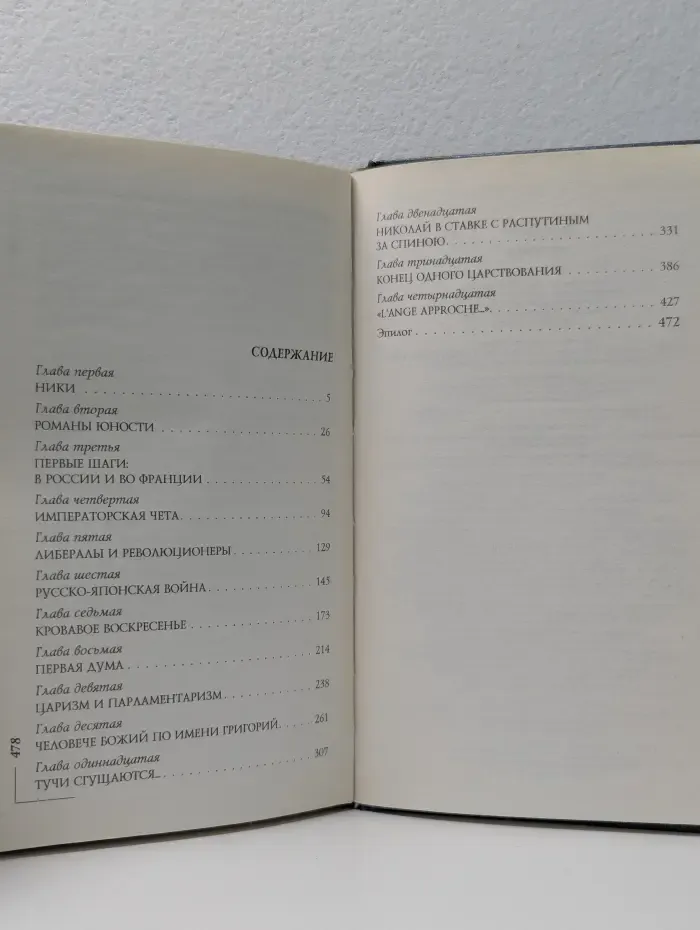 СОДЕРЖАНИЕ
Глава первая
НИКИ . . . . . . . . . . . . . . . . . . . . . . . . . . . 5
Глава вторая
РОМАНЫ ЮНОСТИ . . . . . . . . . . . . . . . . . . 26
Глава третья
ПЕРВЫЕ ШАГИ:
В РОССИИ И ВО ФРАНЦИИ . . . . . . . . . . . . 54
Глава четвертая
ИМПЕРАТОРСКАЯ ЧЕТА . . . . . . . . . . . . . . . 94
Глава пятая
ЛИБЕРАЛЫ И РЕВОЛЮЦИОНЕРЫ . . . . . . . . . 129
Глава шестая
РУССКО-ЯПОНСКАЯ ВОЙНА . . . . . . . . . . . . 145
Глава седьмая
КРОВАВОЕ ВОСКРЕСЕНЬЕ . . . . . . . . . . . . . . 173
Глава восьмая
ПЕРВАЯ ДУМА . . . . . . . . . . . . . . . . . . . . 214
Глава девятая
ЦАРИЗМ И ПАРЛАМЕНТАРИЗМ . . . . . . . . . . 238
Глава десятая
ЧЕЛОВЕЧЕ БОЖИЙ ПО ИМЕНИ ГРИГОРИЙ . . . . 261
Глава одиннадцатая
ТУЧИ СГУЩАЮТСЯ... . . . . . . . . . . . . . . . . . 307
478
Глава двенадцатая
НИКОЛАЙ В СТАВКЕ С РАСПУТИНЫМ
ЗА СПИНОЮ . . . . . . . . . . . . . . . . . . . . . . . 331
Глава тринадцатая
КОНЕЦ ОДНОГО ЦАРСТВОВАНИЯ . . . . . . . . . 386
Глава четырнадцатая
«L'ANGE APPROCHE...» . . . . . . . . . . . . . . . . . 427
Эпилог . . . . . . . . . . . . . . . . . . . . . . . . . . 472